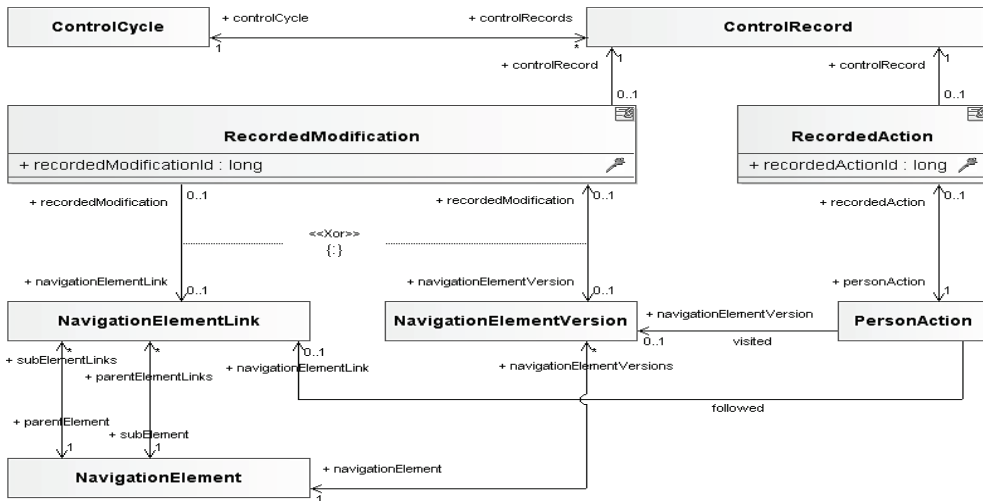 + controlCycle
+ controlRecords
ControlCycle
ControlRecord
1
*
+ controlRecord
1
+ controlRecord
1
0..1
0..1
RecordedModification
RecordedAction
+ recordedModificationId : long
+ recordedActionId : long
+ recordedModification
0..1
+ recordedModification
0..1
+ recordedAction
0..1
<<Xor>>
{:}
+ navigationElementLink
0..1
+ navigationElementVersion
0..1
+ personAction
1
NavigationElementLink
NavigationElementVersion
PersonAction
+ navigationElementVersion
0..1
visited
+ subElementLinks
*
+ parentElementLinks
*
0..1
+ navigationElementLink
*
+ navigationElementVersions
followed
+ parentElement
1
+ subElement
1
NavigationElement
+ navigationElement
1